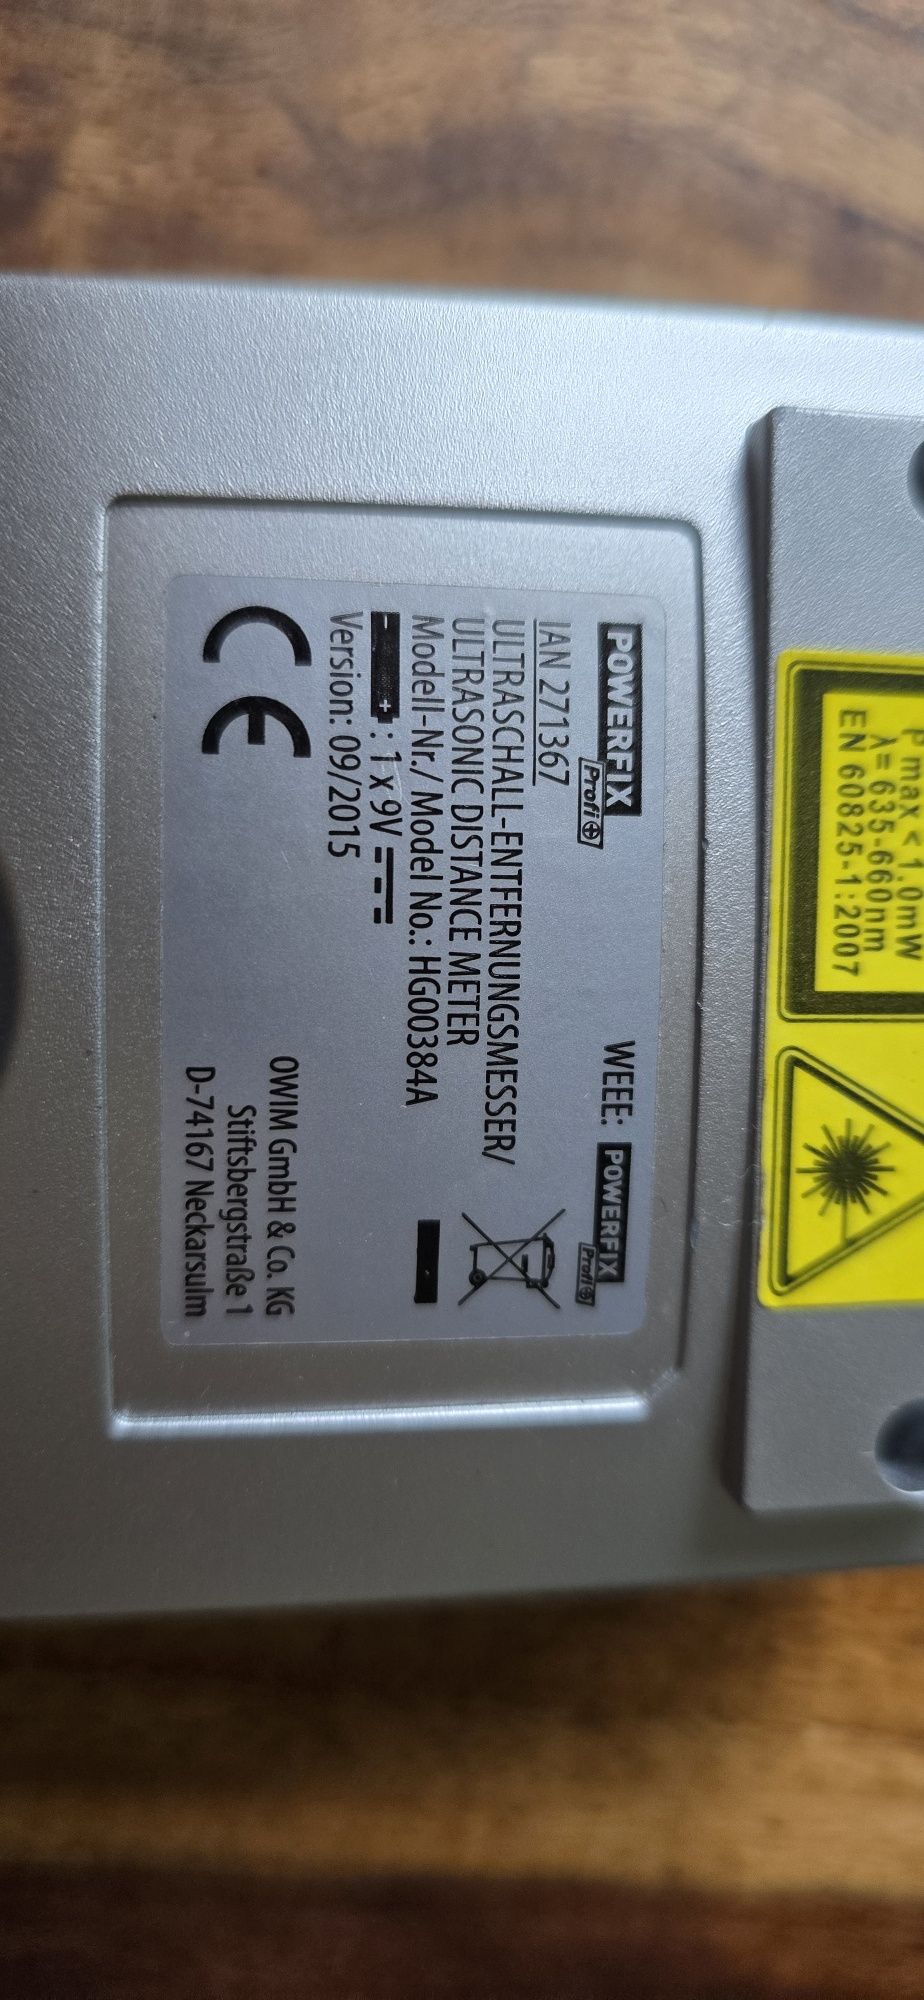 POWERFIX
Profi
WEEE: POWERFIX
Profi
IAN 271367
ULTRASCHALL-ENTFERNUNGSMESSER/
ULTRASONIC DISTANCE METER
Modell-Nr./ Model No.: HG00384A
- + : 1 x 9V
Version: 09/2015
CE
OWIM GmbH & Co. KG
Stiftsbergstraße 1
D-74167 Neckarsulm
P max < 1.0mW
λ=635-660nm
EN 60825-1:2007